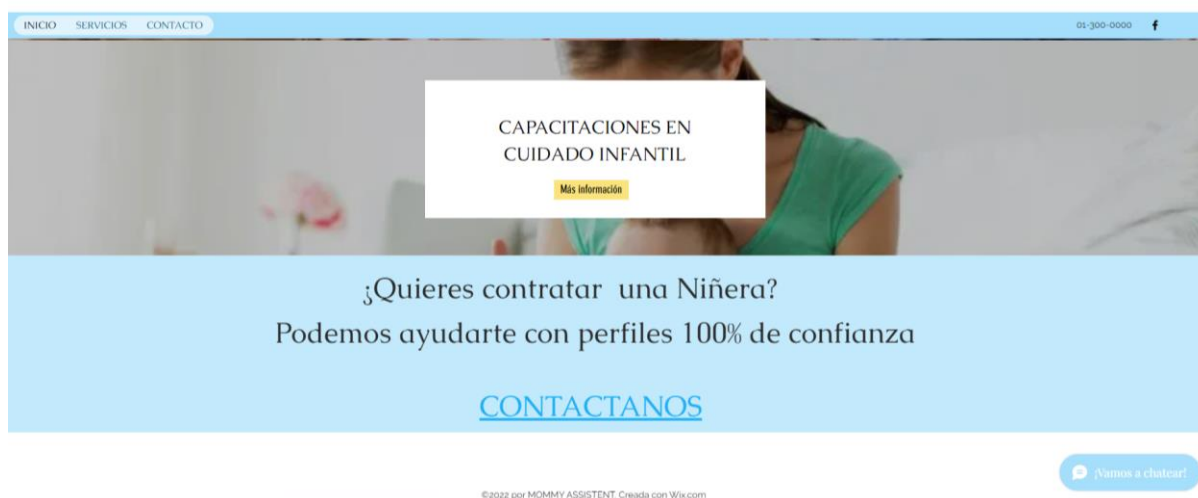 INICIO SERVICIOS CONTACTO 01-300-0000
CAPACITACIONES EN
CUIDADO INFANTIL
Más información
¿Quieres contratar una Niñera?
Podemos ayudarte con perfiles 100% de confianza
CONTACTANOS
¡Vamos a chatear!
©2022 por MOMMY ASSISTENT. Creada con Wix.com